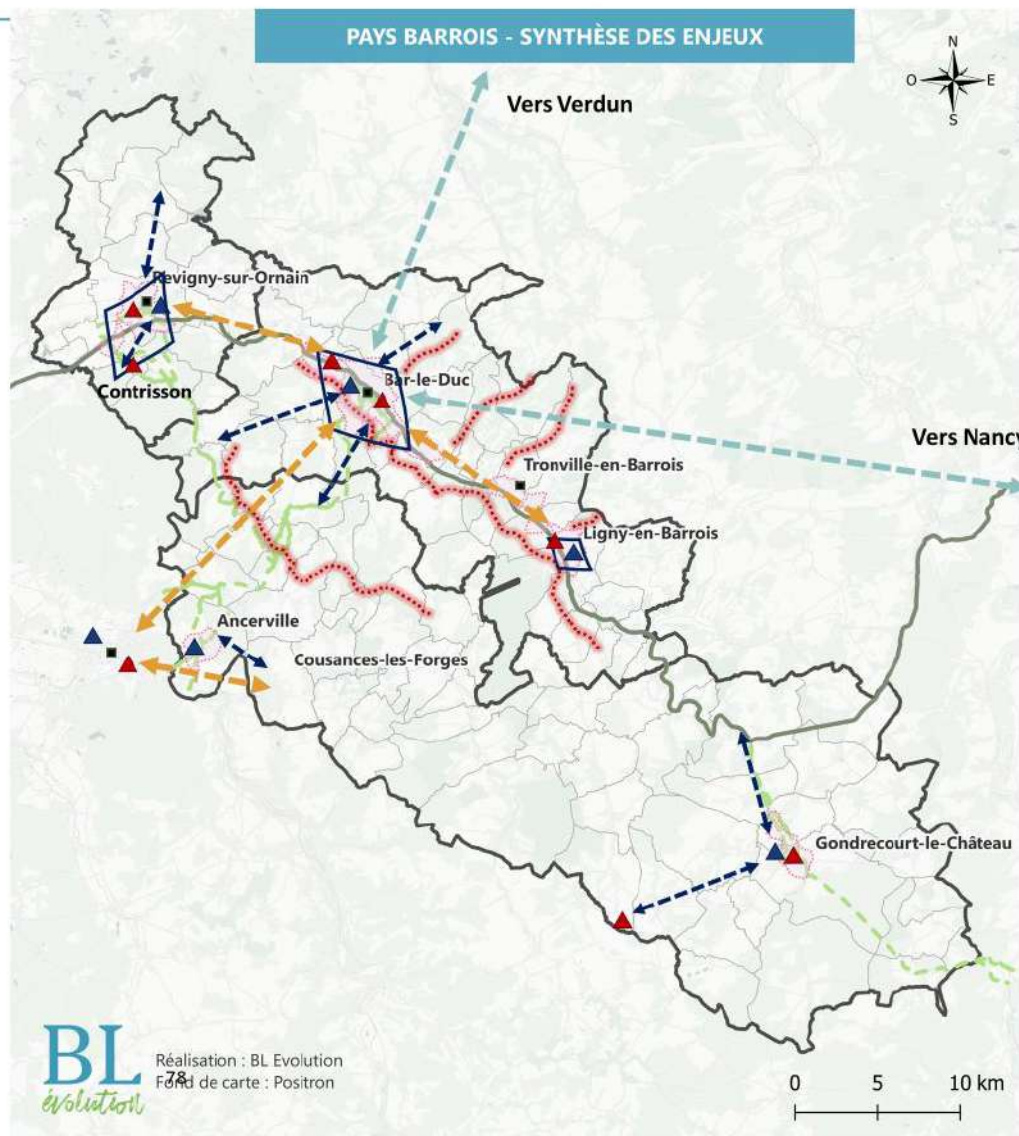 PAYS BARROIS - SYNTHÈSE DES ENJEUX
N
O
E
S
Vers Verdun
Revigny-sur-Ornain
Contrisson
Bar-le-Duc
Vers Nancy
Tronville-en-Barrois
Ligny-en-Barrois
Ancerville
Cousances-les-Forges
Gondrecourt-le-Château
BL
évolution
Réalisation : BL Evolution
78
Fond de carte : Positron
0 5 10 km